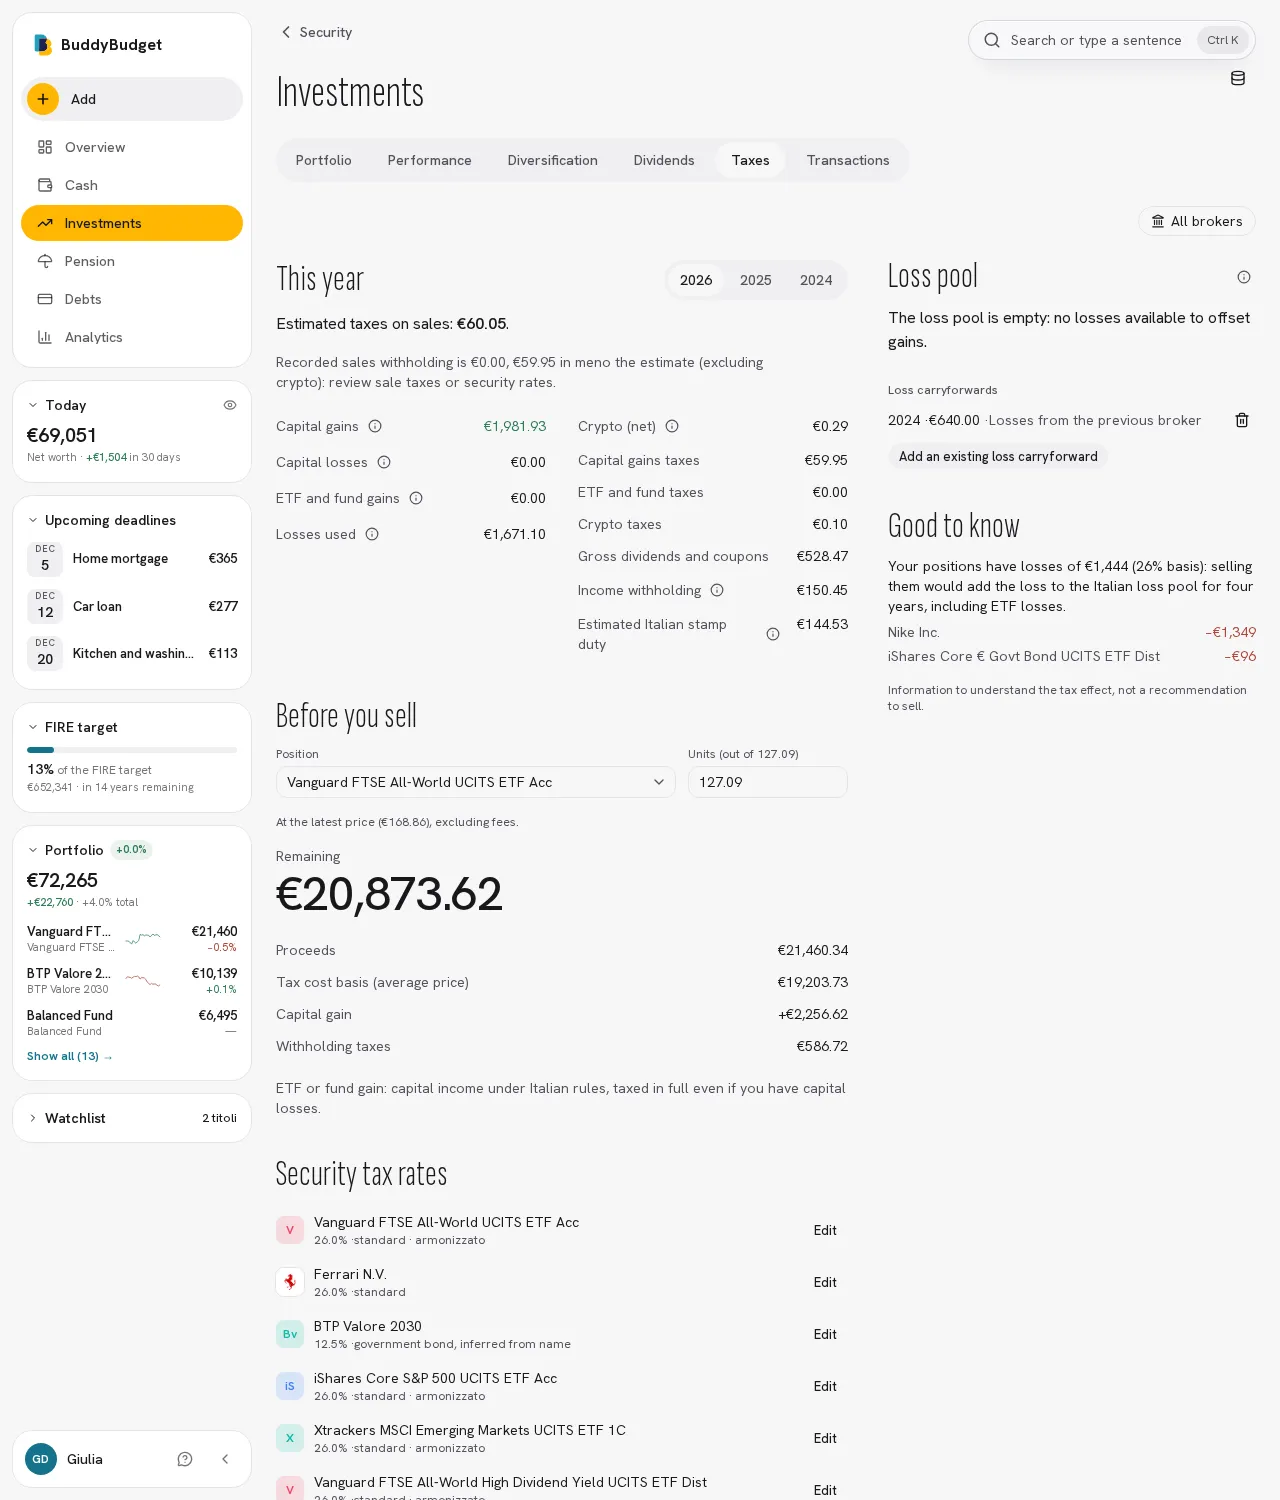 BuddyBudget
Add
Overview
Cash
Investments
Pension
Debts
Analytics
Today
€69,051
Net worth · +€1,504 in 30 days
Upcoming deadlines
DEC
5
Home mortgage
€365
DEC
12
Car loan
€277
DEC
20
Kitchen and washin...
€113
FIRE target
13% of the FIRE target
€652,341 · in 14 years remaining
Portfolio
+0.0%
€72,265
+€22,760 · +4.0% total
Vanguard FT...
€21,460
Vanguard FTSE ...
-0.5%
BTP Valore 2...
€10,139
BTP Valore 2030
+0.1%
Balanced Fund
€6,495
Balanced Fund
—
Show all (13) →
Watchlist
2 titoli
GD
Giulia
Security
Search or type a sentence
Ctrl K
Investments
Portfolio
Performance
Diversification
Dividends
Taxes
Transactions
All brokers
This year
2026
2025
2024
Estimated taxes on sales: €60.05.
Recorded sales withholding is €0.00, €59.95 in meno the estimate (excluding
crypto): review sale taxes or security rates.
Capital gains
€1,981.93
Capital losses
€0.00
ETF and fund gains
€0.00
Losses used
€1,671.10
Crypto (net)
€0.29
Capital gains taxes
€59.95
ETF and fund taxes
€0.00
Crypto taxes
€0.10
Gross dividends and coupons
€528.47
Income withholding
€150.45
Estimated Italian stamp
duty
€144.53
Before you sell
Position
Vanguard FTSE All-World UCITS ETF Acc
Units (out of 127.09)
127.09
At the latest price (€168.86), excluding fees.
Remaining
€20,873.62
Proceeds
€21,460.34
Tax cost basis (average price)
€19,203.73
Capital gain
+€2,256.62
Withholding taxes
€586.72
ETF or fund gain: capital income under Italian rules, taxed in full even if you have capital
losses.
Security tax rates
V
Vanguard FTSE All-World UCITS ETF Acc
26.0% ·standard · armonizzato
Edit
Ferrari N.V.
26.0% ·standard
Edit
Bv
BTP Valore 2030
12.5% ·government bond, inferred from name
Edit
iS
iShares Core S&P 500 UCITS ETF Acc
26.0% ·standard · armonizzato
Edit
X
Xtrackers MSCI Emerging Markets UCITS ETF 1C
26.0% ·standard · armonizzato
Edit
V
Vanguard FTSE All-World High Dividend Yield UCITS ETF Dist
26.0% ·standard · armonizzato
Edit
Loss pool
The loss pool is empty: no losses available to offset
gains.
Loss carryforwards
2024 ·€640.00 ·Losses from the previous broker
Add an existing loss carryforward
Good to know
Your positions have losses of €1,444 (26% basis): selling
them would add the loss to the Italian loss pool for four
years, including ETF losses.
Nike Inc.
-€1,349
iShares Core € Govt Bond UCITS ETF Dist
-€96
Information to understand the tax effect, not a recommendation
to sell.